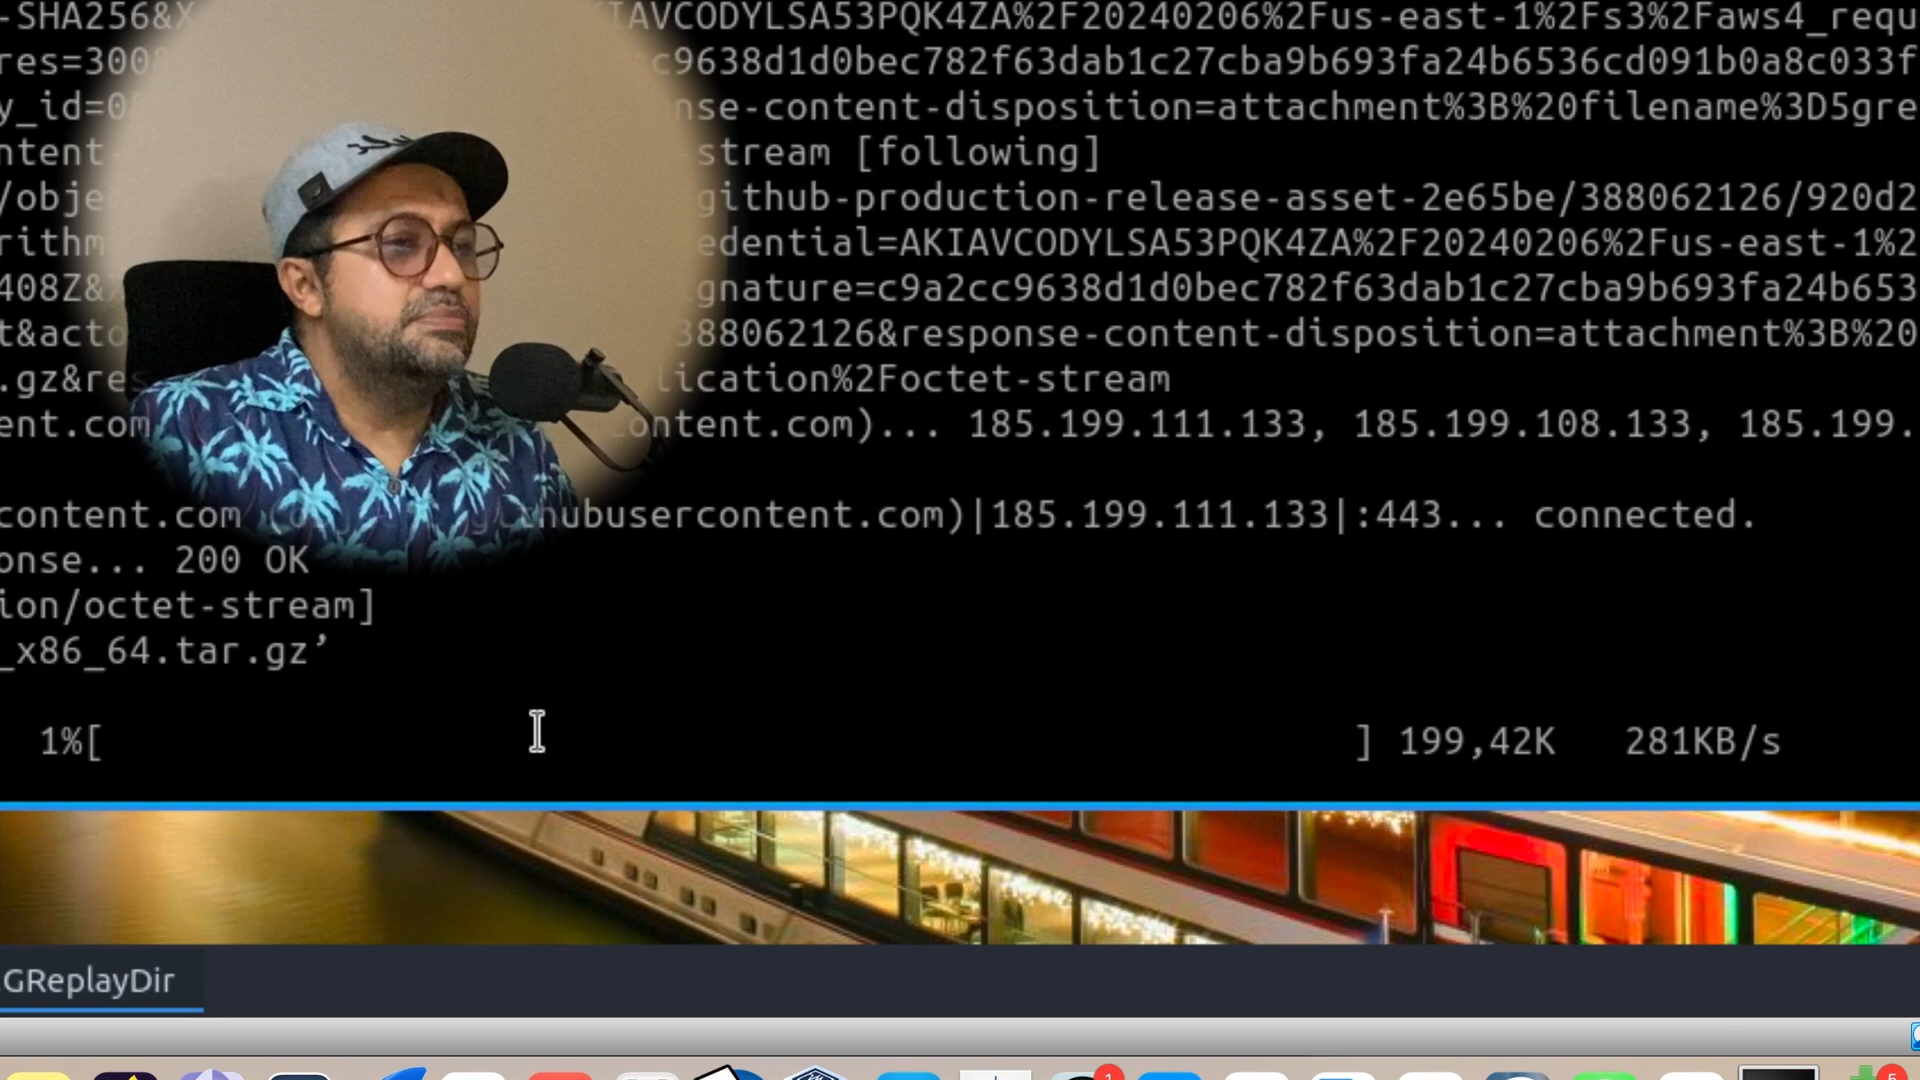 -SHA256&X IAVCODYLSA53PQK4ZA%2F20240206%2Fus-east-1%2Fs3%2Faws4_requ
res=300 c9638d1d0bec782f63dab1c27cba9b693fa24b6536cd091b0a8c033f
y_id=0 nse-content-disposition=attachment%3B%20filename%3D5gre
ntent- stream [following]
/obje github-production-release-asset-2e65be/388062126/920d2
rithm edential=AKIAVCODYLSA53PQK4ZA%2F20240206%2Fus-east-1%2
408Z& gnature=c9a2cc9638d1d0bec782f63dab1c27cba9b693fa24b653
t&acto 388062126&response-content-disposition=attachment%3B%20
.gz&res lication%2Foctet-stream
ent.com ontent.com)... 185.199.111.133, 185.199.108.133, 185.199.
content.com githubusercontent.com)|185.199.111.133|:443... connected.
onse... 200 OK
ion/octet-stream]
_x86_64.tar.gz’
1%[ ] 199,42K 281KB/s
GReplayDir
1
5